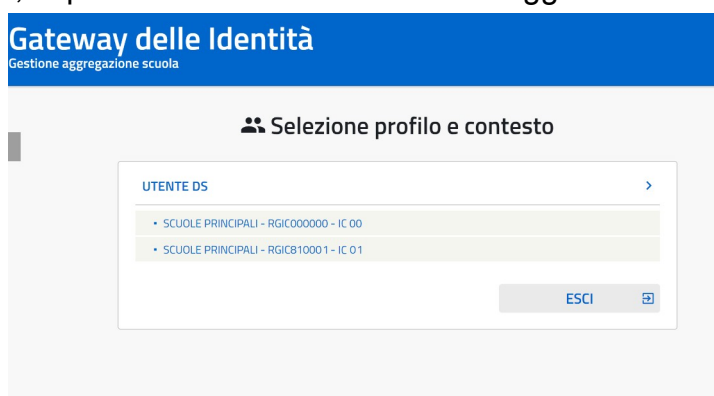 Gateway delle Identità
Gestione aggregazione scuola
Selezione profilo e contesto
UTENTE DS
• SCUOLE PRINCIPALI - RGIC000000 - IC 00
• SCUOLE PRINCIPALI - RGIC810001 - IC 01
ESCI